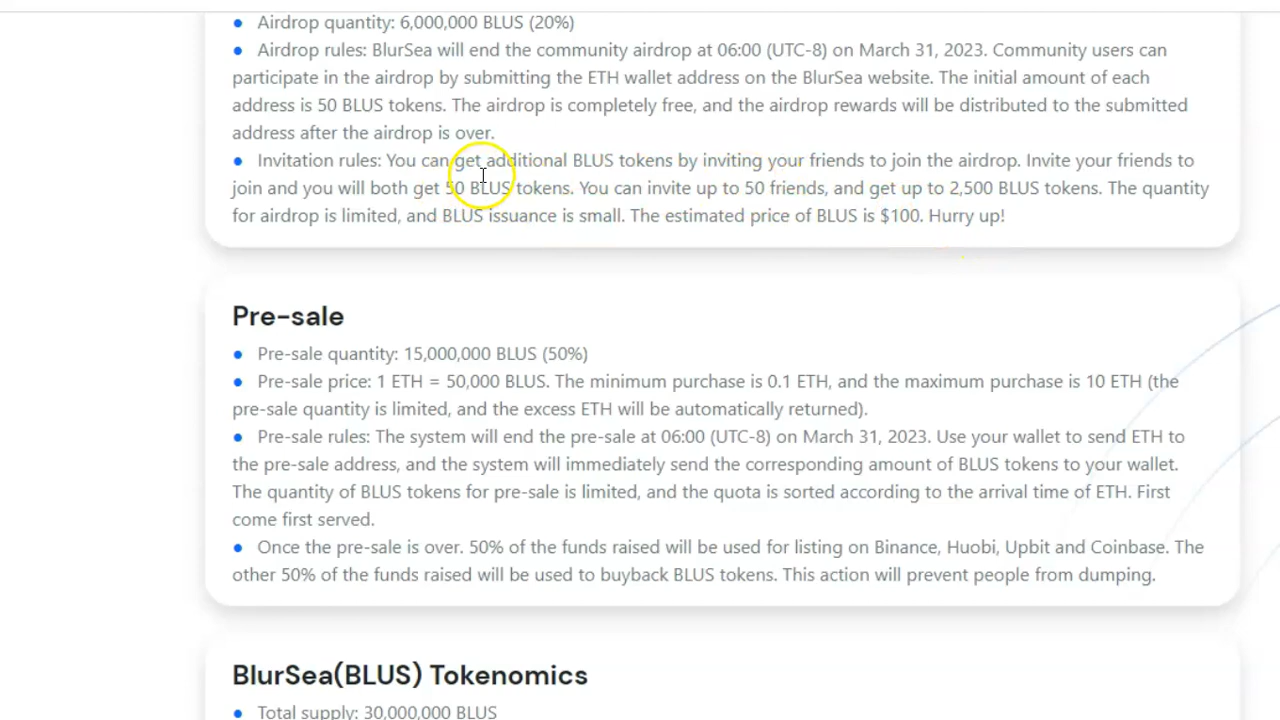 ● Airdrop quantity: 6,000,000 BLUS (20%)
● Airdrop rules: BlurSea will end the community airdrop at 06:00 (UTC-8) on March 31, 2023. Community users can
participate in the airdrop by submitting the ETH wallet address on the BlurSea website. The initial amount of each
address is 50 BLUS tokens. The airdrop is completely free, and the airdrop rewards will be distributed to the submitted
address after the airdrop is over.
● Invitation rules: You can get additional BLUS tokens by inviting your friends to join the airdrop. Invite your friends to
join and you will both get 50 BLUS tokens. You can invite up to 50 friends, and get up to 2,500 BLUS tokens. The quantity
for airdrop is limited, and BLUS issuance is small. The estimated price of BLUS is $100. Hurry up!
Pre-sale
● Pre-sale quantity: 15,000,000 BLUS (50%)
● Pre-sale price: 1 ETH = 50,000 BLUS. The minimum purchase is 0.1 ETH, and the maximum purchase is 10 ETH (the
pre-sale quantity is limited, and the excess ETH will be automatically returned).
● Pre-sale rules: The system will end the pre-sale at 06:00 (UTC-8) on March 31, 2023. Use your wallet to send ETH to
the pre-sale address, and the system will immediately send the corresponding amount of BLUS tokens to your wallet.
The quantity of BLUS tokens for pre-sale is limited, and the quota is sorted according to the arrival time of ETH. First
come first served.
● Once the pre-sale is over. 50% of the funds raised will be used for listing on Binance, Huobi, Upbit and Coinbase. The
other 50% of the funds raised will be used to buyback BLUS tokens. This action will prevent people from dumping.
BlurSea(BLUS) Tokenomics
● Total supply: 30,000,000 BLUS